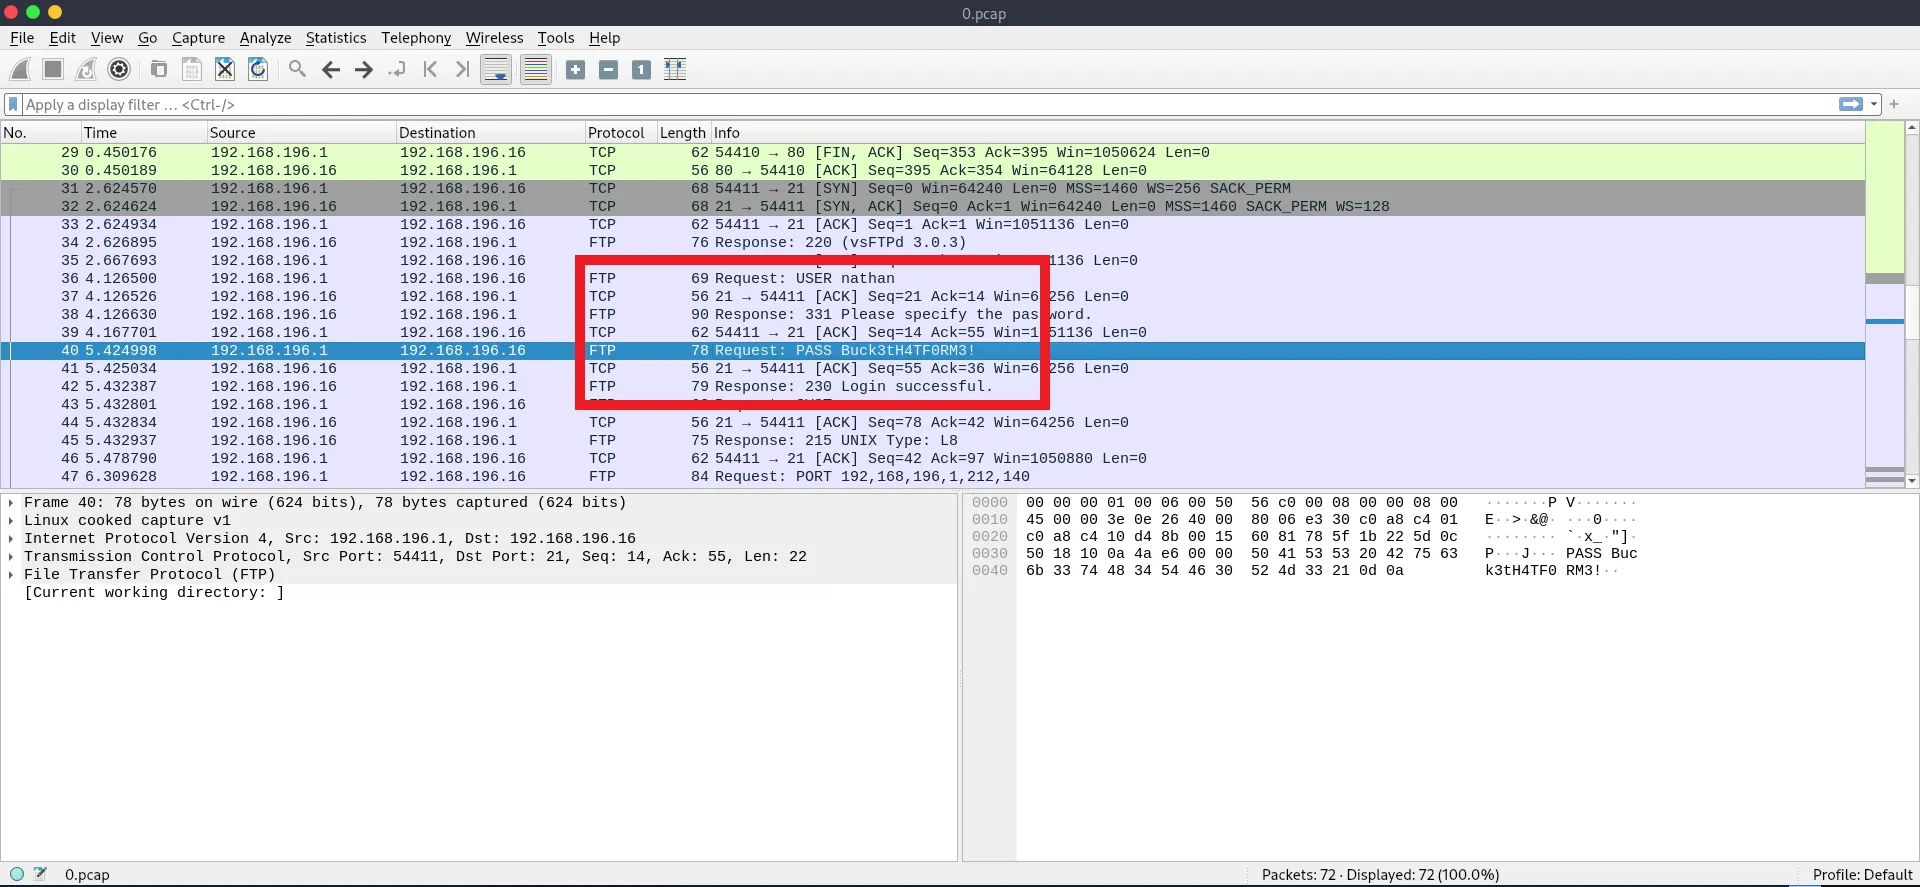 0.pcap
File Edit View Go Capture Analyze Statistics Telephony Wireless Tools Help
Apply a display filter … <Ctrl-/>
No. Time Source Destination Protocol Length Info
29 0.450176 192.168.196.1 192.168.196.16 TCP 62 54410 → 80 [FIN, ACK] Seq=353 Ack=395 Win=1050624 Len=0
30 0.450189 192.168.196.16 192.168.196.1 TCP 56 80 → 54410 [ACK] Seq=395 Ack=354 Win=64128 Len=0
31 2.624570 192.168.196.1 192.168.196.16 TCP 68 54411 → 21 [SYN] Seq=0 Win=64240 Len=0 MSS=1460 WS=256 SACK_PERM
32 2.624624 192.168.196.16 192.168.196.1 TCP 68 21 → 54411 [SYN, ACK] Seq=0 Ack=1 Win=64240 Len=0 MSS=1460 SACK_PERM WS=128
33 2.624934 192.168.196.1 192.168.196.16 TCP 62 54411 → 21 [ACK] Seq=1 Ack=1 Win=1051136 Len=0
34 2.626895 192.168.196.16 192.168.196.1 FTP 76 Response: 220 (vsFTPd 3.0.3)
35 2.667693 192.168.196.1 192.168.196.16 1136 Len=0
36 4.126500 192.168.196.1 192.168.196.16 FTP 69 Request: USER nathan
37 4.126526 192.168.196.16 192.168.196.1 TCP 56 21 → 54411 [ACK] Seq=21 Ack=14 Win=64256 Len=0
38 4.126630 192.168.196.16 192.168.196.1 FTP 90 Response: 331 Please specify the password.
39 4.167701 192.168.196.1 192.168.196.16 TCP 62 54411 → 21 [ACK] Seq=14 Ack=55 Win=1051136 Len=0
40 5.424998 192.168.196.1 192.168.196.16 FTP 78 Request: PASS Buck3tH4TF0RM3!
41 5.425034 192.168.196.16 192.168.196.1 TCP 56 21 → 54411 [ACK] Seq=55 Ack=36 Win=64256 Len=0
42 5.432387 192.168.196.16 192.168.196.1 FTP 79 Response: 230 Login successful.
43 5.432801 192.168.196.1 192.168.196.16
44 5.432834 192.168.196.16 192.168.196.1 TCP 56 21 → 54411 [ACK] Seq=78 Ack=42 Win=64256 Len=0
45 5.432937 192.168.196.16 192.168.196.1 FTP 75 Response: 215 UNIX Type: L8
46 5.478790 192.168.196.1 192.168.196.16 TCP 62 54411 → 21 [ACK] Seq=42 Ack=97 Win=1050880 Len=0
47 6.309628 192.168.196.1 192.168.196.16 FTP 84 Request: PORT 192,168,196,1,212,140
Frame 40: 78 bytes on wire (624 bits), 78 bytes captured (624 bits)
Linux cooked capture v1
Internet Protocol Version 4, Src: 192.168.196.1, Dst: 192.168.196.16
Transmission Control Protocol, Src Port: 54411, Dst Port: 21, Seq: 14, Ack: 55, Len: 22
File Transfer Protocol (FTP)
[Current working directory: ]
0000 00 00 00 01 00 06 00 50 56 c0 00 08 00 00 08 00 ·······P V·······
0010 45 00 00 3e 0e 26 40 00 80 06 e3 30 c0 a8 c4 01 E··>·&@· ···0····
0020 c0 a8 c4 10 d4 8b 00 15 60 81 78 5f 1b 22 5d 0c ········ `·x_·"]·
0030 50 18 10 0a 4a e6 00 00 50 41 53 53 20 42 75 63 P···J··· PASS Buc
0040 6b 33 74 48 34 54 46 30 52 4d 33 21 0d 0a k3tH4TF0 RM3!··
0.pcap
Packets: 72 · Displayed: 72 (100.0%)
Profile: Default